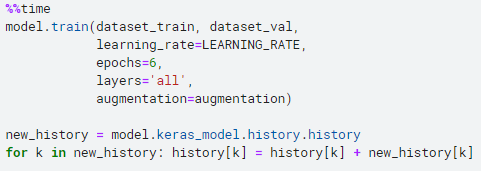 %%time
model.train(dataset_train, dataset_val,
            learning_rate=LEARNING_RATE,
            epochs=6,
            layers='all',
            augmentation=augmentation)

new_history = model.keras_model.history.history
for k in new_history: history[k] = history[k] + new_history[k]